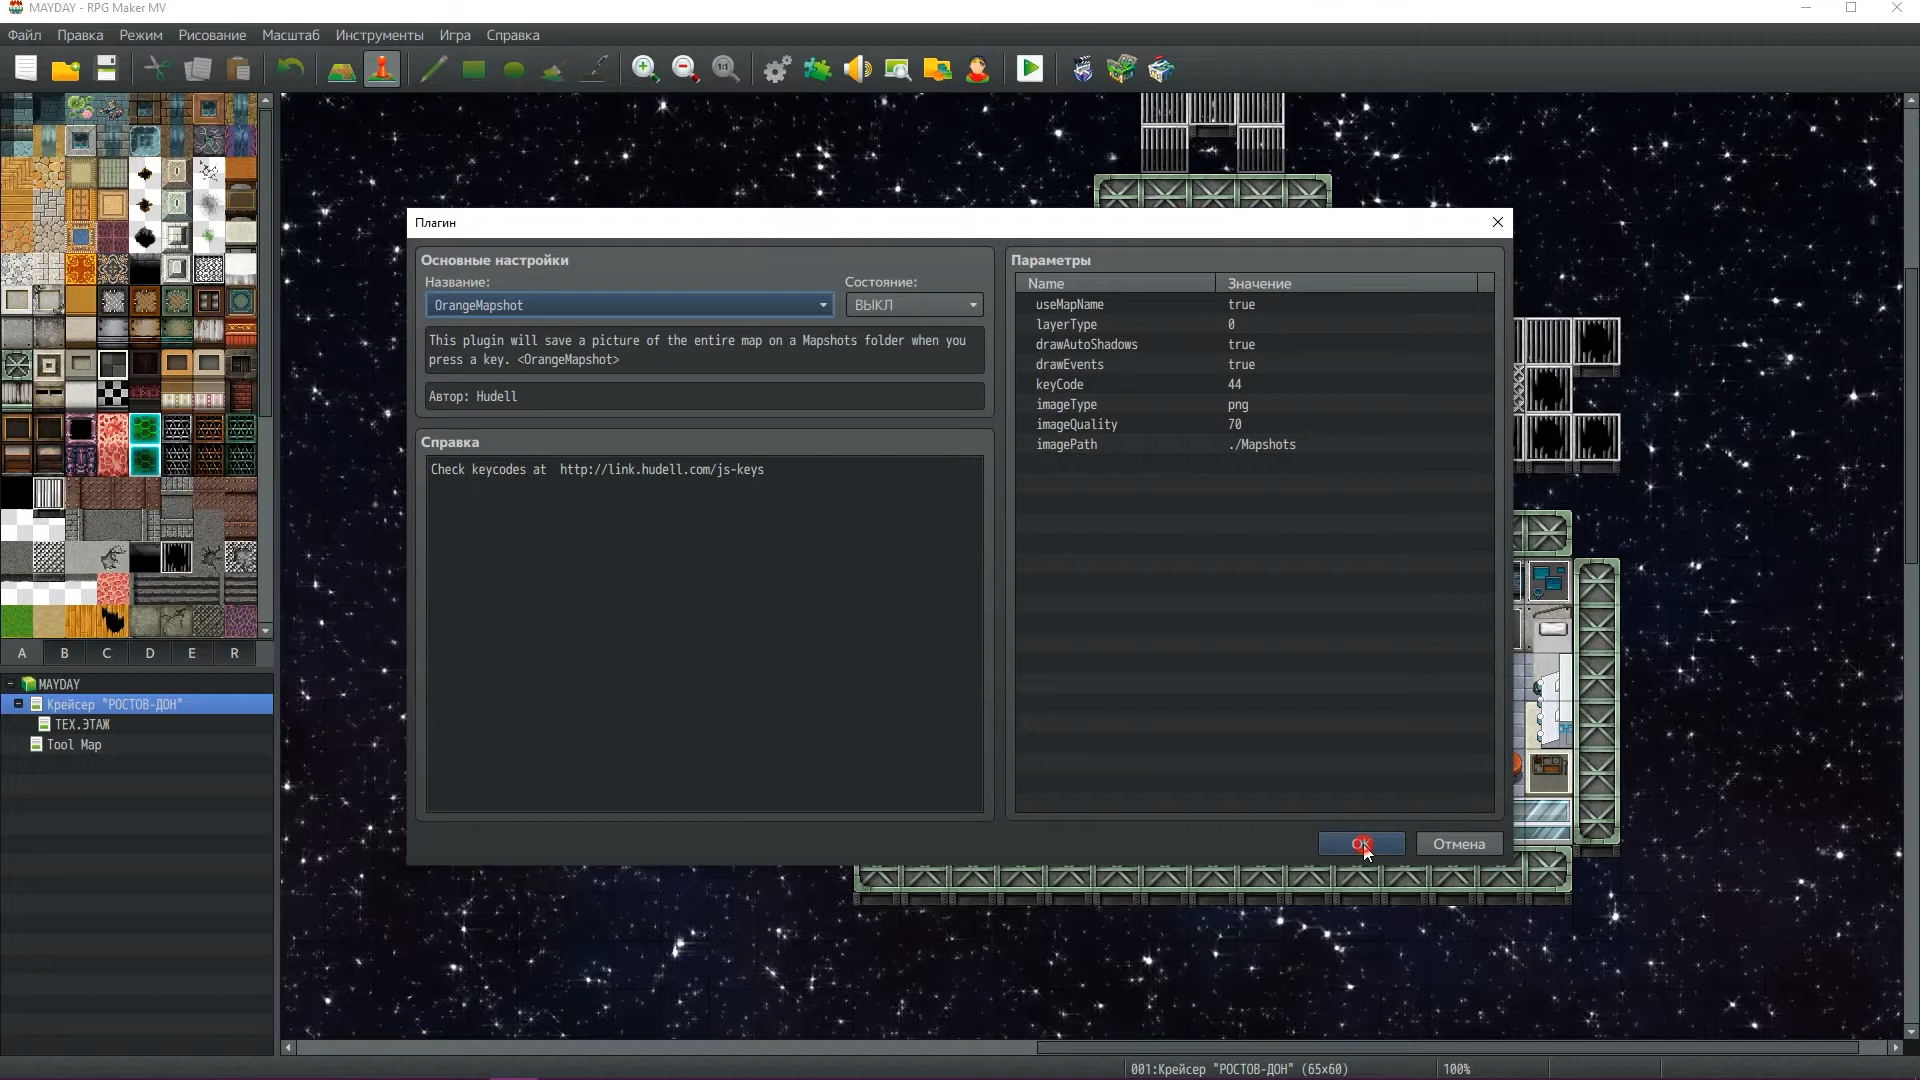 MAYDAY - RPG Maker MV
Файл Правка Режим Рисование Масштаб Инструменты Игра Справка
1:1
Плагин
Основные настройки
Название:
Состояние:
OrangeMapshot
ВЫКЛ
This plugin will save a picture of the entire map on a Mapshots folder when you
press a key. <OrangeMapshot>
Автор: Hudell
Справка
Check keycodes at http://link.hudell.com/js-keys
Параметры
Name Значение
useMapName true
layerType 0
drawAutoShadows true
drawEvents true
keyCode 44
imageType png
imageQuality 70
imagePath ./Mapshots
OK
Отмена
A B C D E R
MAYDAY
Крейсер "РОСТОВ-ДОН"
ТЕХ.ЭТАЖ
Tool Map
001:Крейсер "РОСТОВ-ДОН" (65x60)
100%